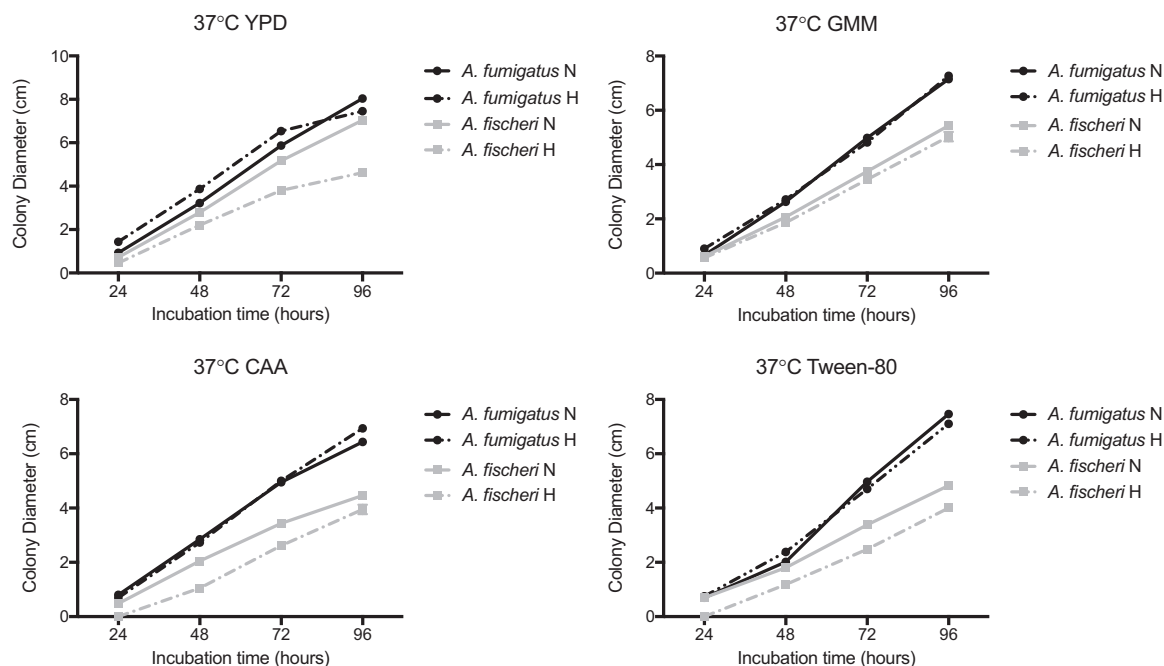 37°C YPD
Colony Diameter (cm)
10
8
6
4
2
0
24 48 72 96
Incubation time (hours)
A. fumigatus N
A. fumigatus H
A. fischeri N
A. fischeri H
37°C GMM
Colony Diameter (cm)
8
6
4
2
0
24 48 72 96
Incubation time (hours)
A. fumigatus N
A. fumigatus H
A. fischeri N
A. fischeri H
37°C CAA
Colony Diameter (cm)
8
6
4
2
0
24 48 72 96
Incubation time (hours)
A. fumigatus N
A. fumigatus H
A. fischeri N
A. fischeri H
37°C Tween-80
Colony Diameter (cm)
8
6
4
2
0
24 48 72 96
Incubation time (hours)
A. fumigatus N
A. fumigatus H
A. fischeri N
A. fischeri H